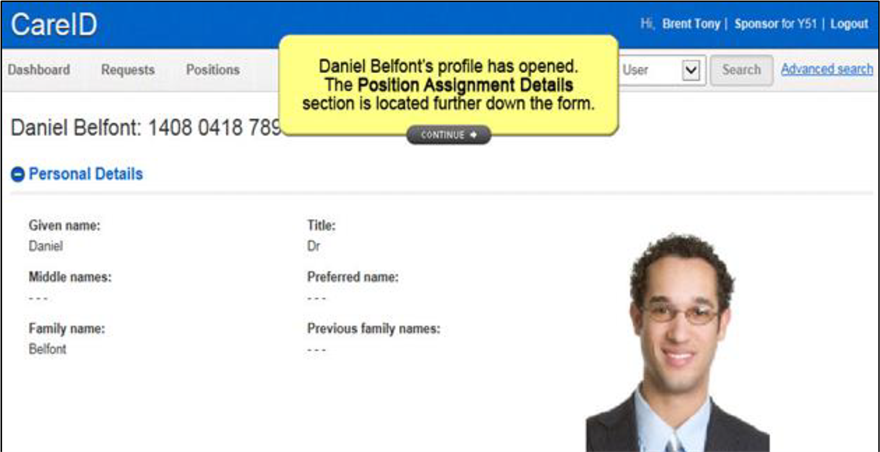 CareID
Hi, Brent Tony | Sponsor for Y51 | Logout
Dashboard Requests Positions
User Search Advanced search
Daniel Belfont's profile has opened.
The Position Assignment Details
section is located further down the form.
CONTINUE
Daniel Belfont: 1408 0418 789
Personal Details
Given name: Title:
Daniel Dr
Middle names: Preferred name:
--- ---
Family name: Previous family names:
Belfont ---